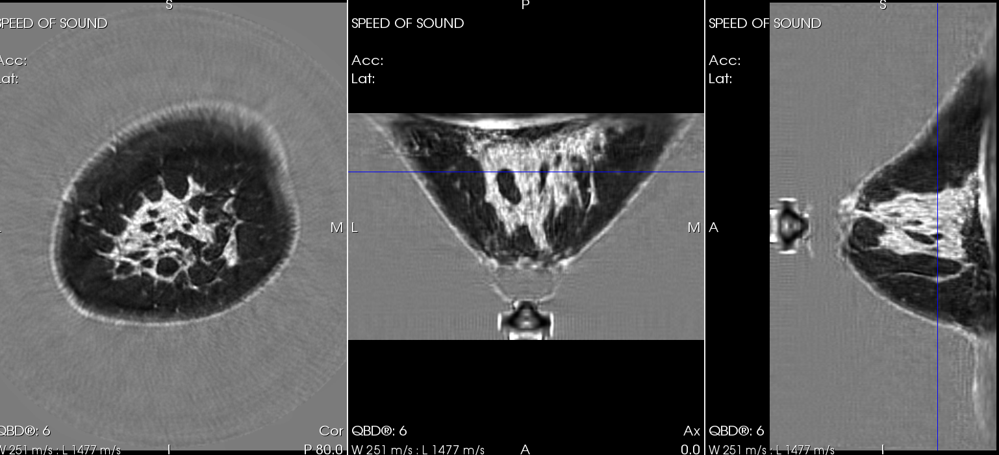 S
SPEED OF SOUND
Acc:
Lat:
M
QBD®: 6
Cor
W 251 m/s : L 1477 m/s
I
P 80.0
P
SPEED OF SOUND
Acc:
Lat:
L
M
QBD®: 6
Ax
W 251 m/s : L 1477 m/s
A
0.0
S
SPEED OF SOUND
Acc:
Lat:
A
QBD®: 6
W 251 m/s : L 1477 m/s
I